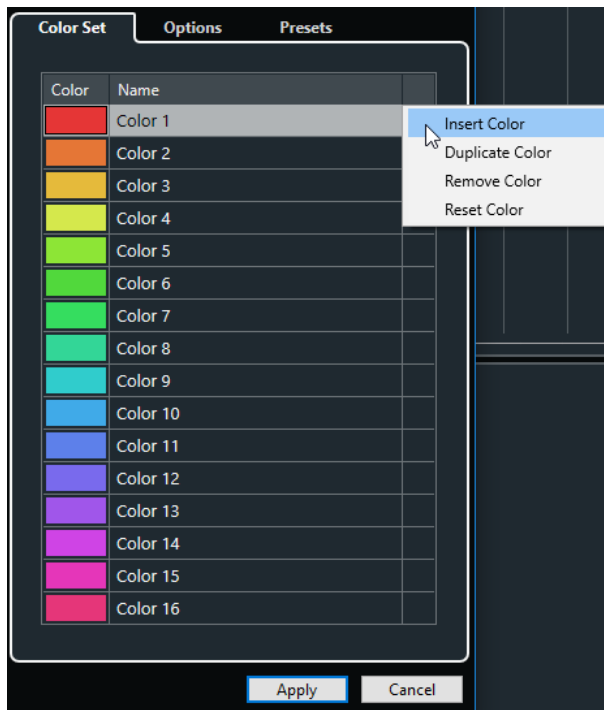 Color Set Options Presets
Color Name
Color 1
Insert Color
Color 2
Duplicate Color
Color 3
Remove Color
Color 4
Reset Color
Color 5
Color 6
Color 7
Color 8
Color 9
Color 10
Color 11
Color 12
Color 13
Color 14
Color 15
Color 16
Apply Cancel